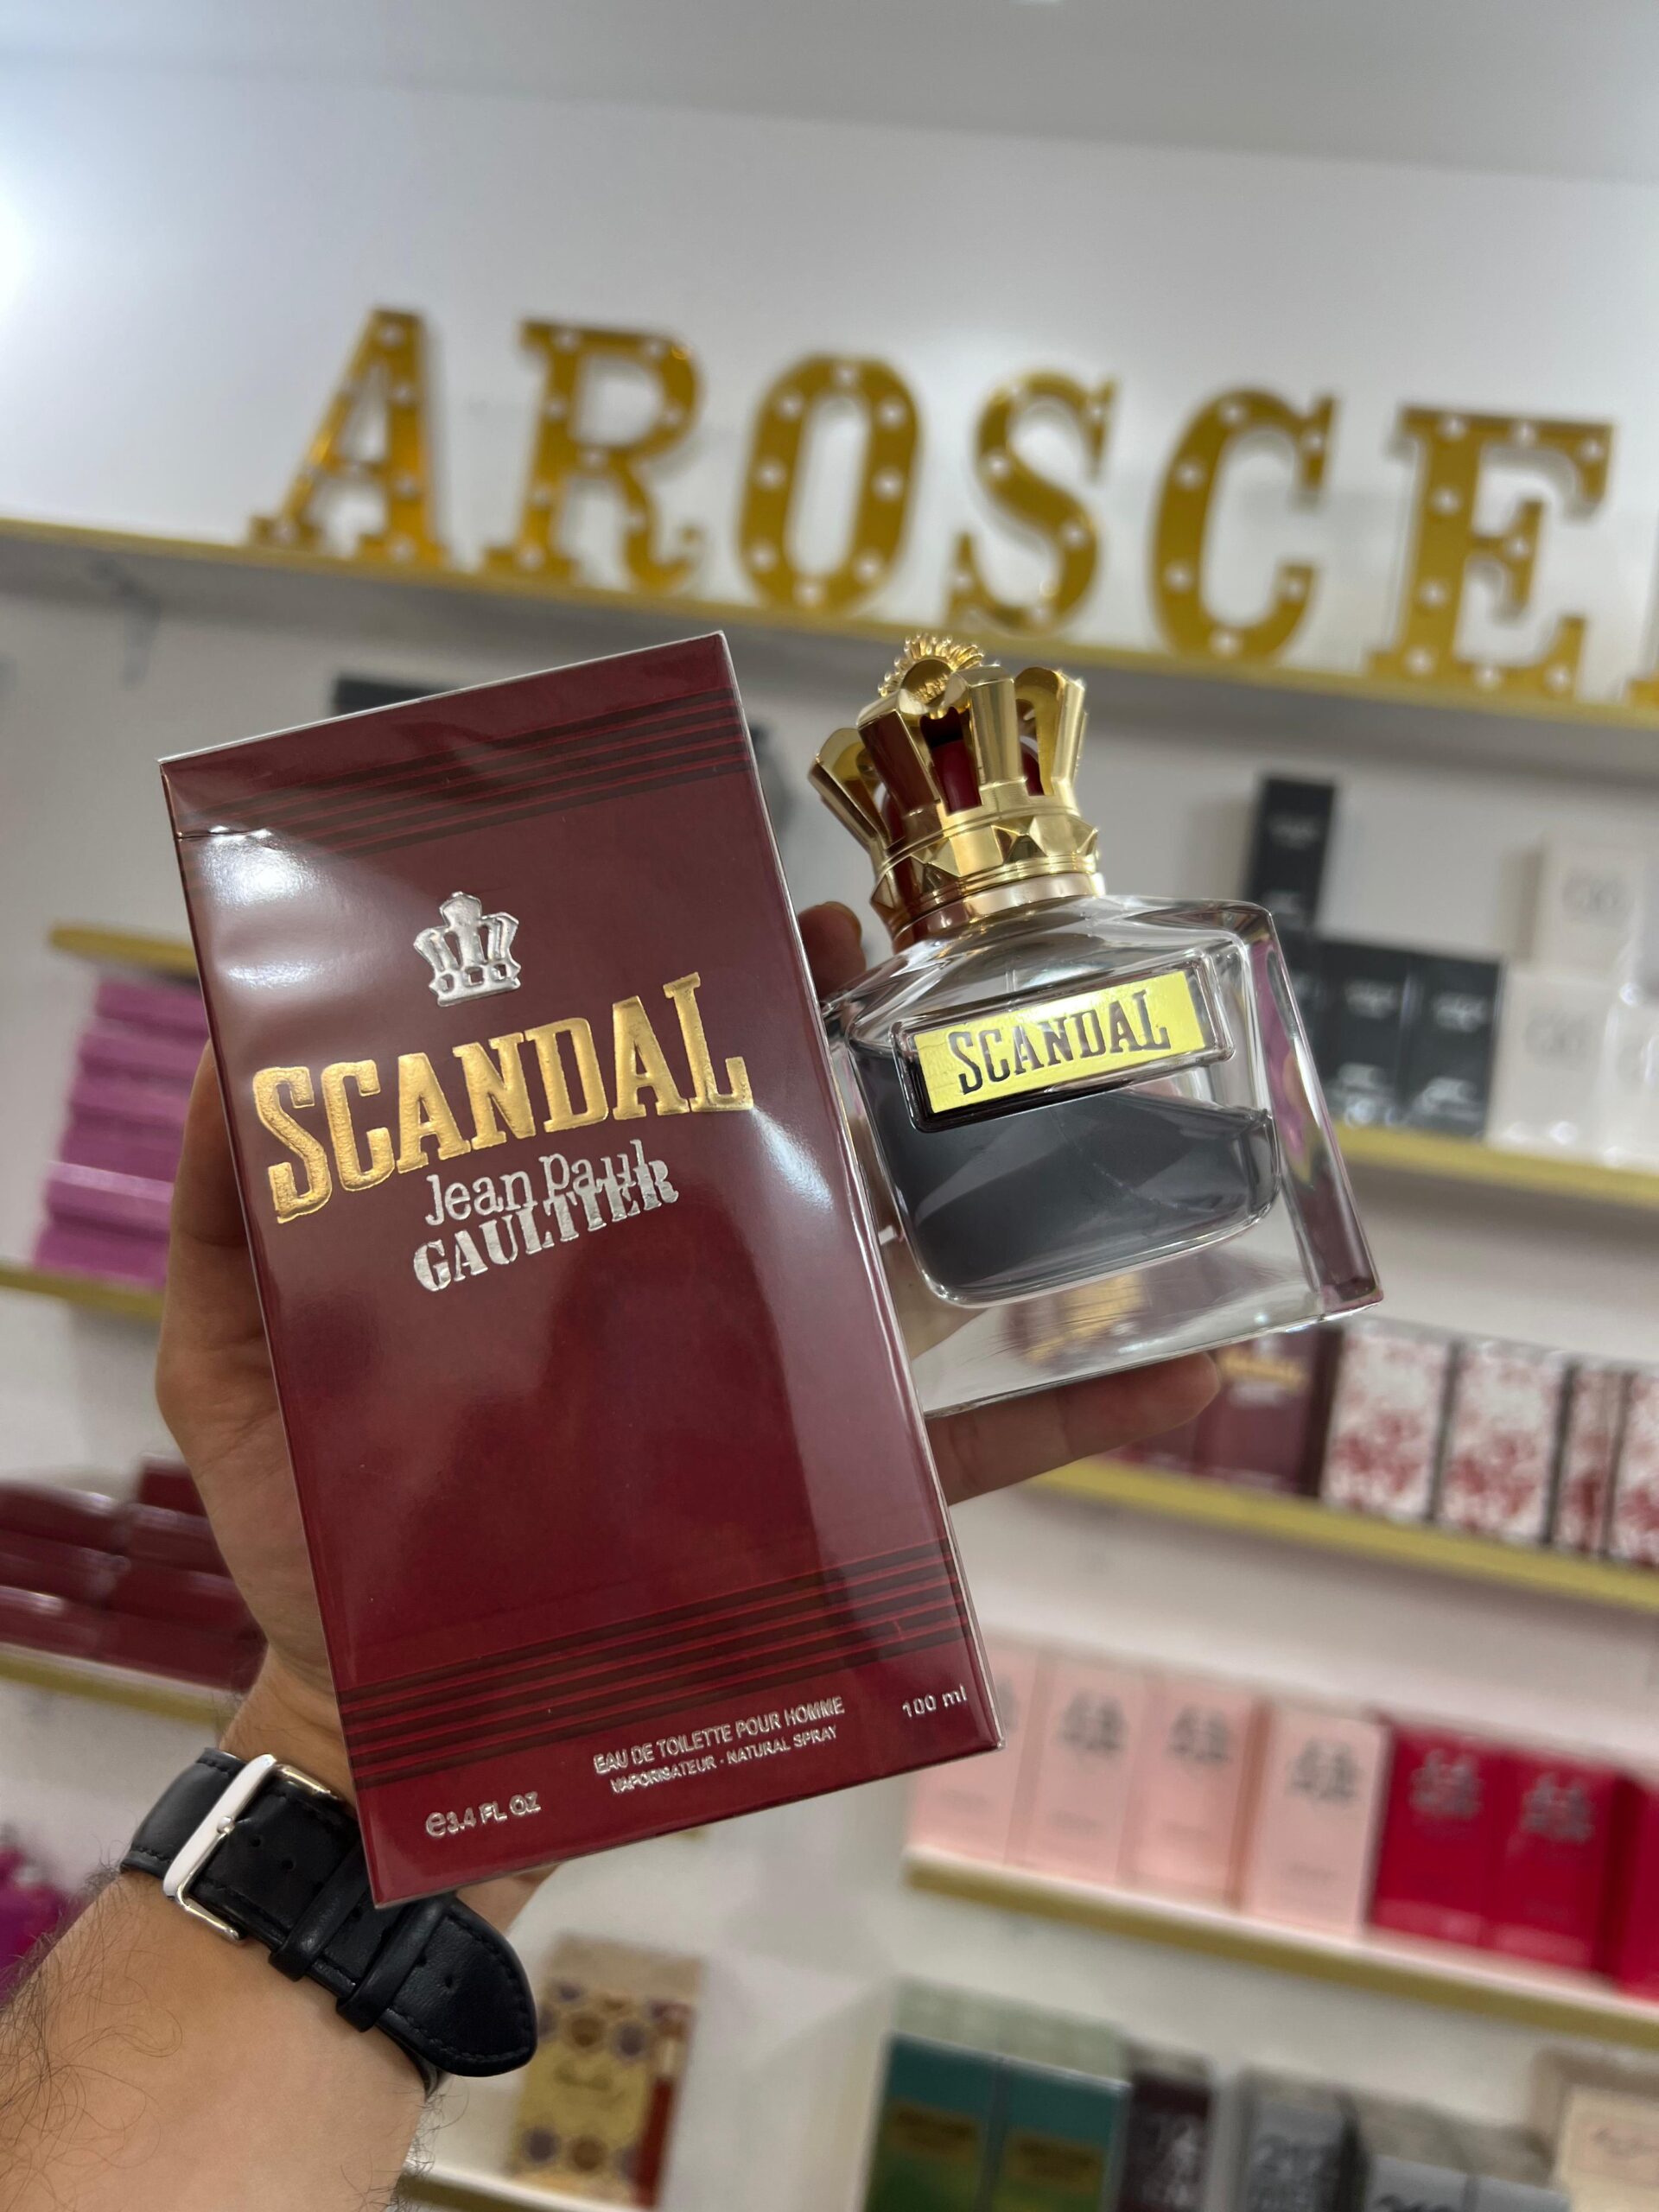 AROSCE
SCANDAL
Jean Paul
GAULTIER
EAU DE TOILETTE POUR HOMME
VAPORISATEUR - NATURAL SPRAY
100 ml
e3.4 FL OZ
SCANDAL